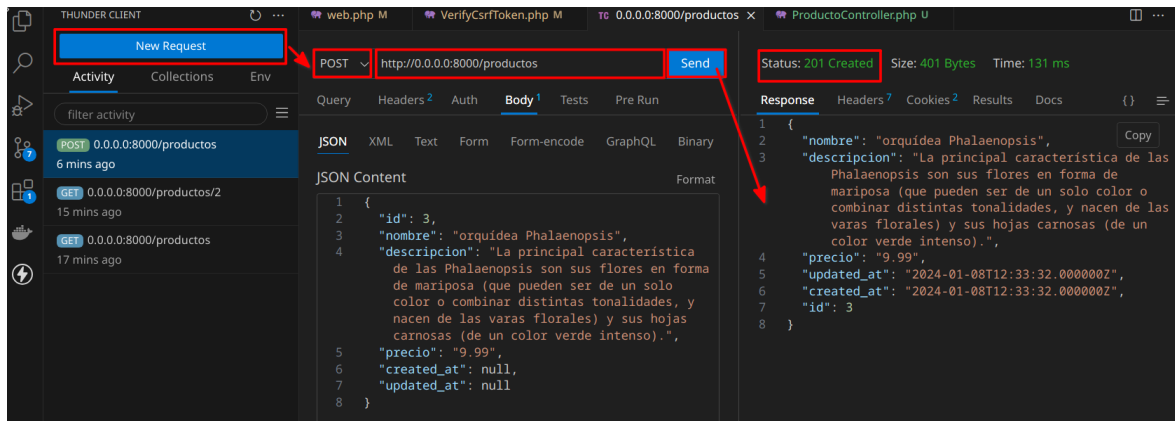 THUNDER CLIENT
New Request
Activity Collections Env
filter activity
POST 0.0.0.0:8000/productos
6 mins ago
GET 0.0.0.0:8000/productos/2
15 mins ago
GET 0.0.0.0:8000/productos
17 mins ago
7
1
web.php M VerifyCsrfToken.php M TC 0.0.0.0:8000/productos × ProductoController.php U
POST http://0.0.0.0:8000/productos Send
Query Headers 2 Auth Body 1 Tests Pre Run
JSON XML Text Form Form-encode GraphQL Binary
JSON Content Format
1 {
2 "id": 3,
3 "nombre": "orquídea Phalaenopsis",
4 "descripcion": "La principal característica
de las Phalaenopsis son sus flores en forma
de mariposa (que pueden ser de un solo
color o combinar distintas tonalidades, y
nacen de las varas florales) y sus hojas
carnosas (de un color verde intenso).",
5 "precio": "9.99",
6 "created_at": null,
7 "updated_at": null
8 }
Status: 201 Created Size: 401 Bytes Time: 131 ms
Response Headers 7 Cookies 2 Results Docs {}
Copy
1 {
2 "nombre": "orquídea Phalaenopsis",
3 "descripcion": "La principal característica de las
Phalaenopsis son sus flores en forma de
mariposa (que pueden ser de un solo color o
combinar distintas tonalidades, y nacen de las
varas florales) y sus hojas carnosas (de un
color verde intenso).",
4 "precio": "9.99",
5 "updated_at": "2024-01-08T12:33:32.000000Z",
6 "created_at": "2024-01-08T12:33:32.000000Z",
7 "id": 3
8 }